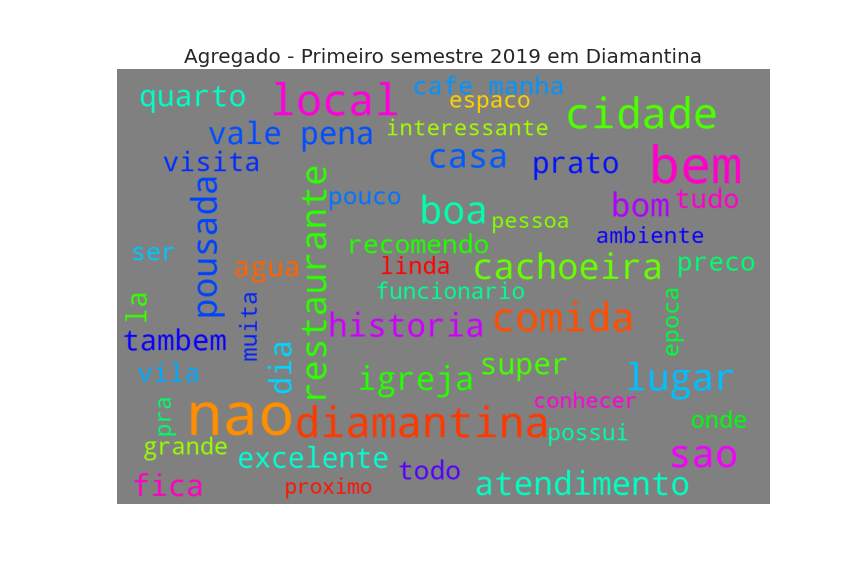 Agregado - Primeiro semestre 2019 em Diamantina
quarto
local
cafe manha
espaco
cidade
vale pena
interessante
visita
casa
prato
bem
pousada
restaurante
pouco
boa
pessoa
bom
tudo
ambiente
ser
agua
recomendo
linda
cachoeira
preco
la
muita
funcionario
historia
comida
epoca
tambem
vila
dia
igreja
super
lugar
pra
nao
diamantina
conhecer
possui
onde
grande
excelente
todo
sao
fica
proximo
atendimento